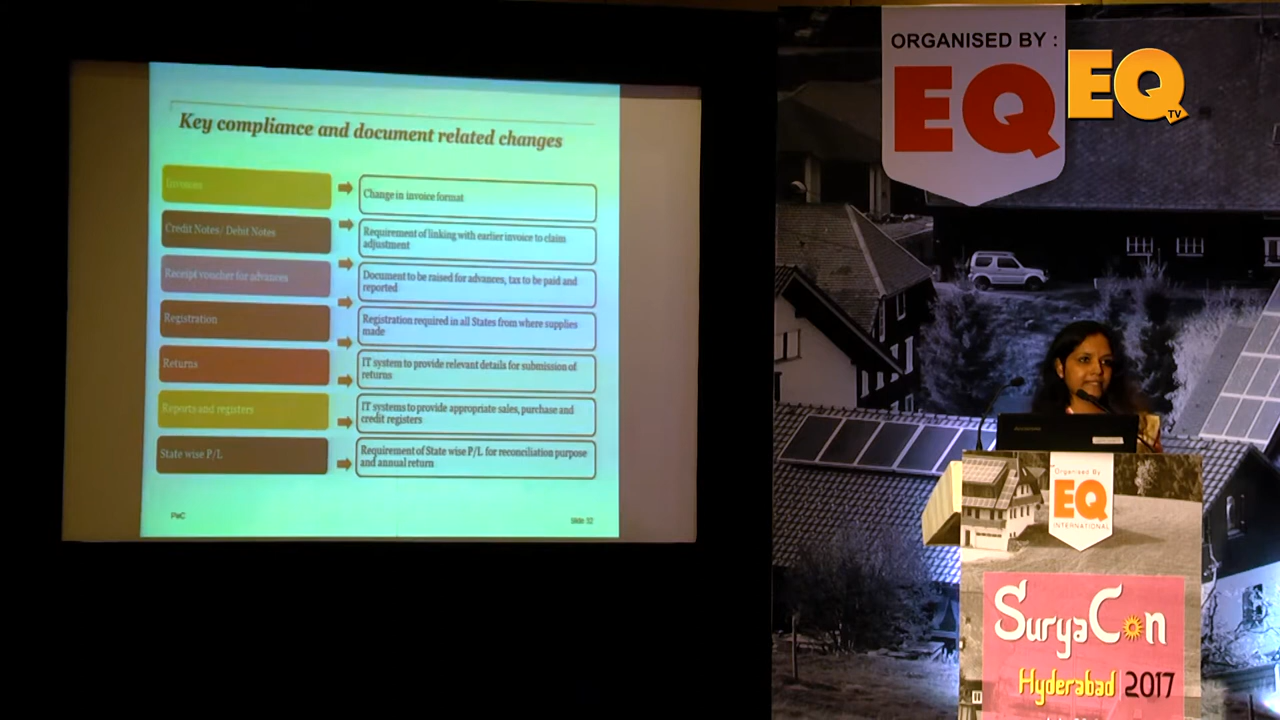 Key compliance and document related changes
Invoices
Change in invoice format
Credit Notes/ Debit Notes
Requirement of linking with earlier invoice to claim
adjustment
Receipt voucher for advances
Document to be raised for advances, tax to be paid and
reported
Registration
Registration required in all States from where supplies
made
Returns
IT system to provide relevant details for submission of
returns
Reports and registers
IT systems to provide appropriate sales, purchase and
credit registers
State wise P/L
Requirement of State wise P/L for reconciliation purpose
and annual return
PwC
Slide 32
ORGANISED BY :
EQ
EQ
TV
Organised By
EQ
INTERNATIONAL
SuryaCon
Hyderabad 2017